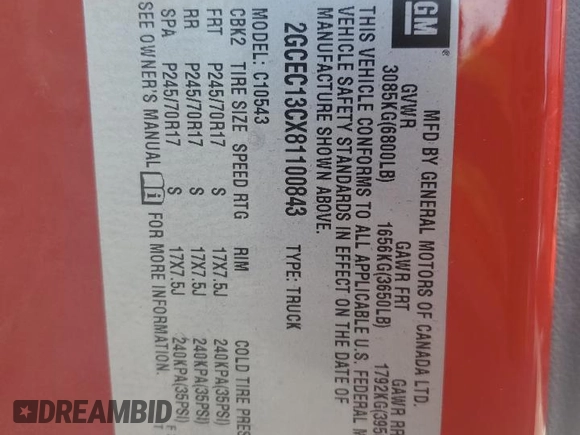 GM ®
MFD BY GENERAL MOTORS OF CANADA LTD.
GVWR GAWR FRT GAWR RR
3085KG(6800LB) 1656KG(3650LB) 1792KG(395
THIS VEHICLE CONFORMS TO ALL APPLICABLE U.S. FEDERAL M
VEHICLE SAFETY STANDARDS IN EFFECT ON THE DATE OF
MANUFACTURE SHOWN ABOVE.
2GCEC13CX81100843 TYPE:TRUCK
MODEL: C10543
CBK2 TIRE SIZE SPEED RTG RIM COLD TIRE PRES
FRT P245/70R17 S 17X7.5J 240KPA(35PSI)
RR P245/70R17 S 17X7.5J 240KPA(35PSI)
SPA P245/70R17 S 17X7.5J 240KPA(35PSI)
SEE OWNER'S MANUAL FOR MORE INFORMATION.
DREAMBID
YOU DREAM WE BID